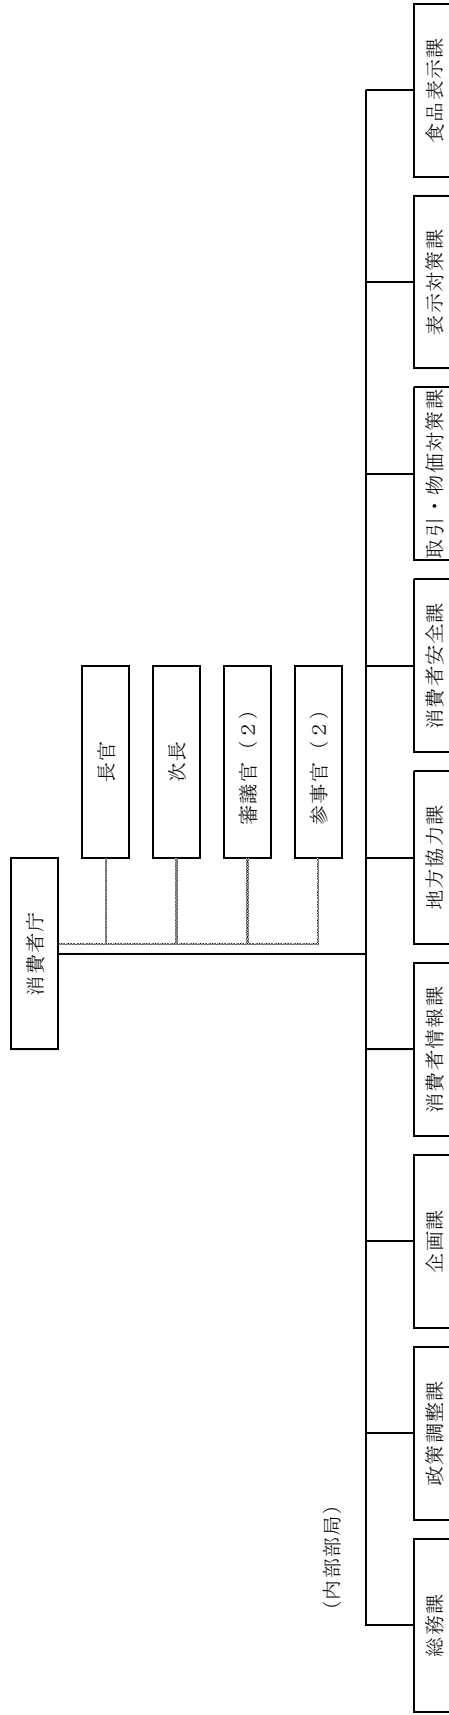 消費者庁
長官
次長
審議官（２）
参事官（２）
（内部部局）
総務課
政策調整課
企画課
消費者情報課
地方協力課
消費者安全課
取引・物価対策課
表示対策課
食品表示課